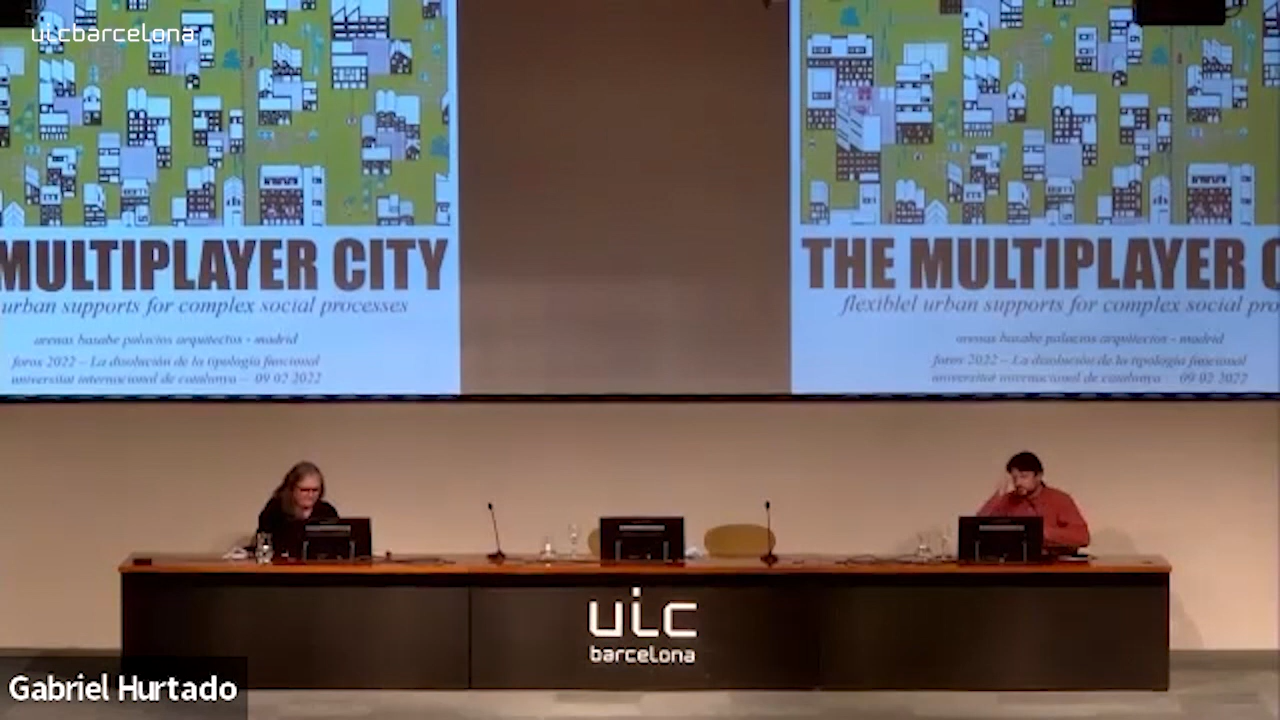 uicbarcelona
MULTIPLAYER CITY
urban supports for complex social processes
arenas basabe palacios arquitectos - madrid
foros 2022 – La disolución de la tipología funcional
universitat internacional de catalunya – 09 02 2022
THE MULTIPLAYER C
flexiblel urban supports for complex social pro
arenas basabe palacios arquitectos - madrid
foros 2022 – La disolución de la tipología funcional
universitat internacional de catalunya 09 02 2022
uic
barcelona
Gabriel Hurtado